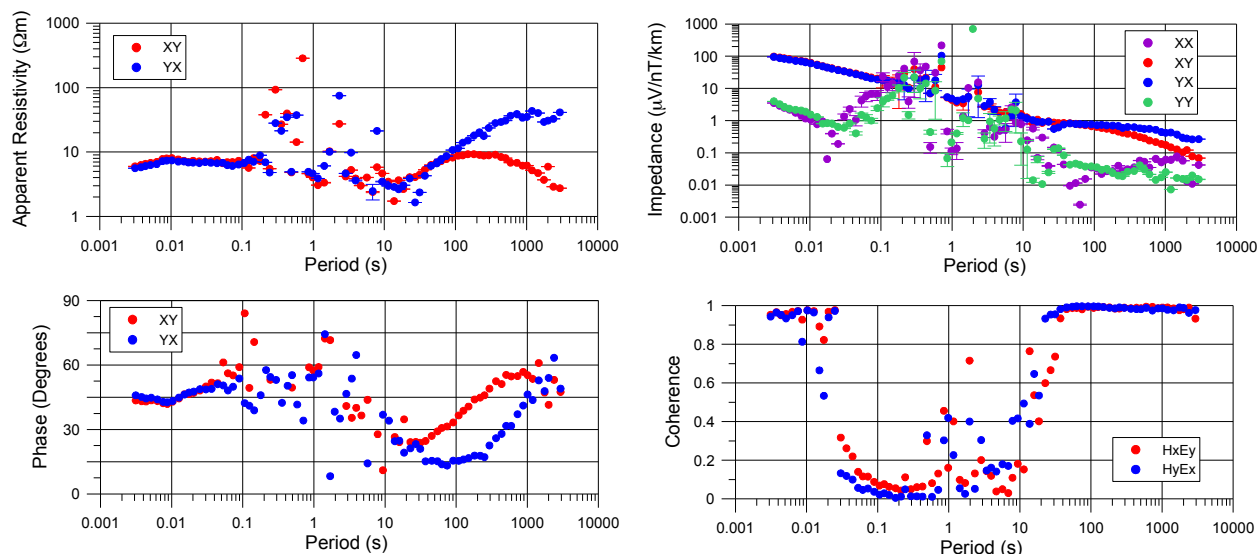 1000
100
10
1
Apparent Resistivity (Ωm)
XY
YX
0.001 0.01 0.1 1 10 100 1000 10000
Period (s)
1000
100
10
1
0.1
0.01
0.001
Impedance (μV/nT/km)
XX
XY
YX
YY
0.001 0.01 0.1 1 10 100 1000 10000
Period (s)
90
60
30
0
Phase (Degrees)
XY
YX
0.001 0.01 0.1 1 10 100 1000 10000
Period (s)
1
0.8
0.6
0.4
0.2
0
Coherence
HxEy
HyEx
0.001 0.01 0.1 1 10 100 1000 10000
Period (s)